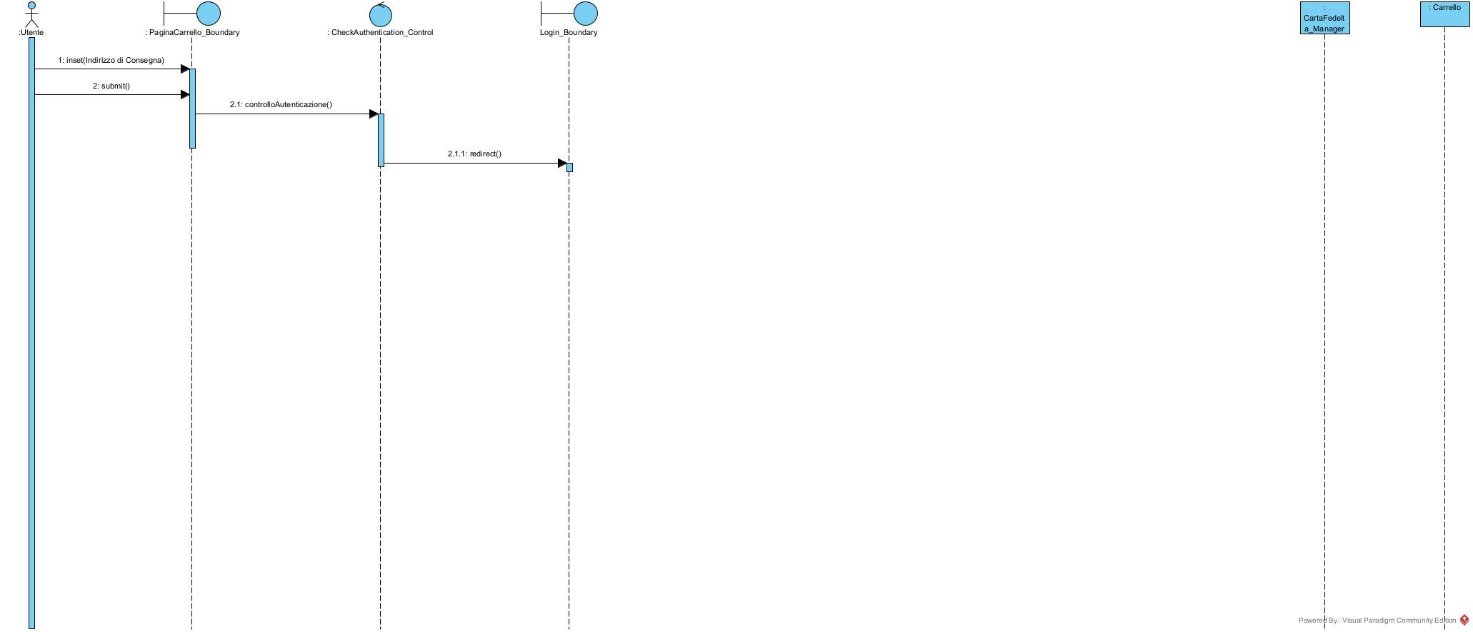 :Utente
: PaginaCarrello_Boundary
: CheckAuthentication_Control
Login_Boundary
:
CartaFedelt
a_Manager
: Carrello
1: inset(Indirizzo di Consegna)
2: submit()
2.1: controlloAutenticazione()
2.1.1: redirect()
Powered By: Visual Paradigm Community Edition